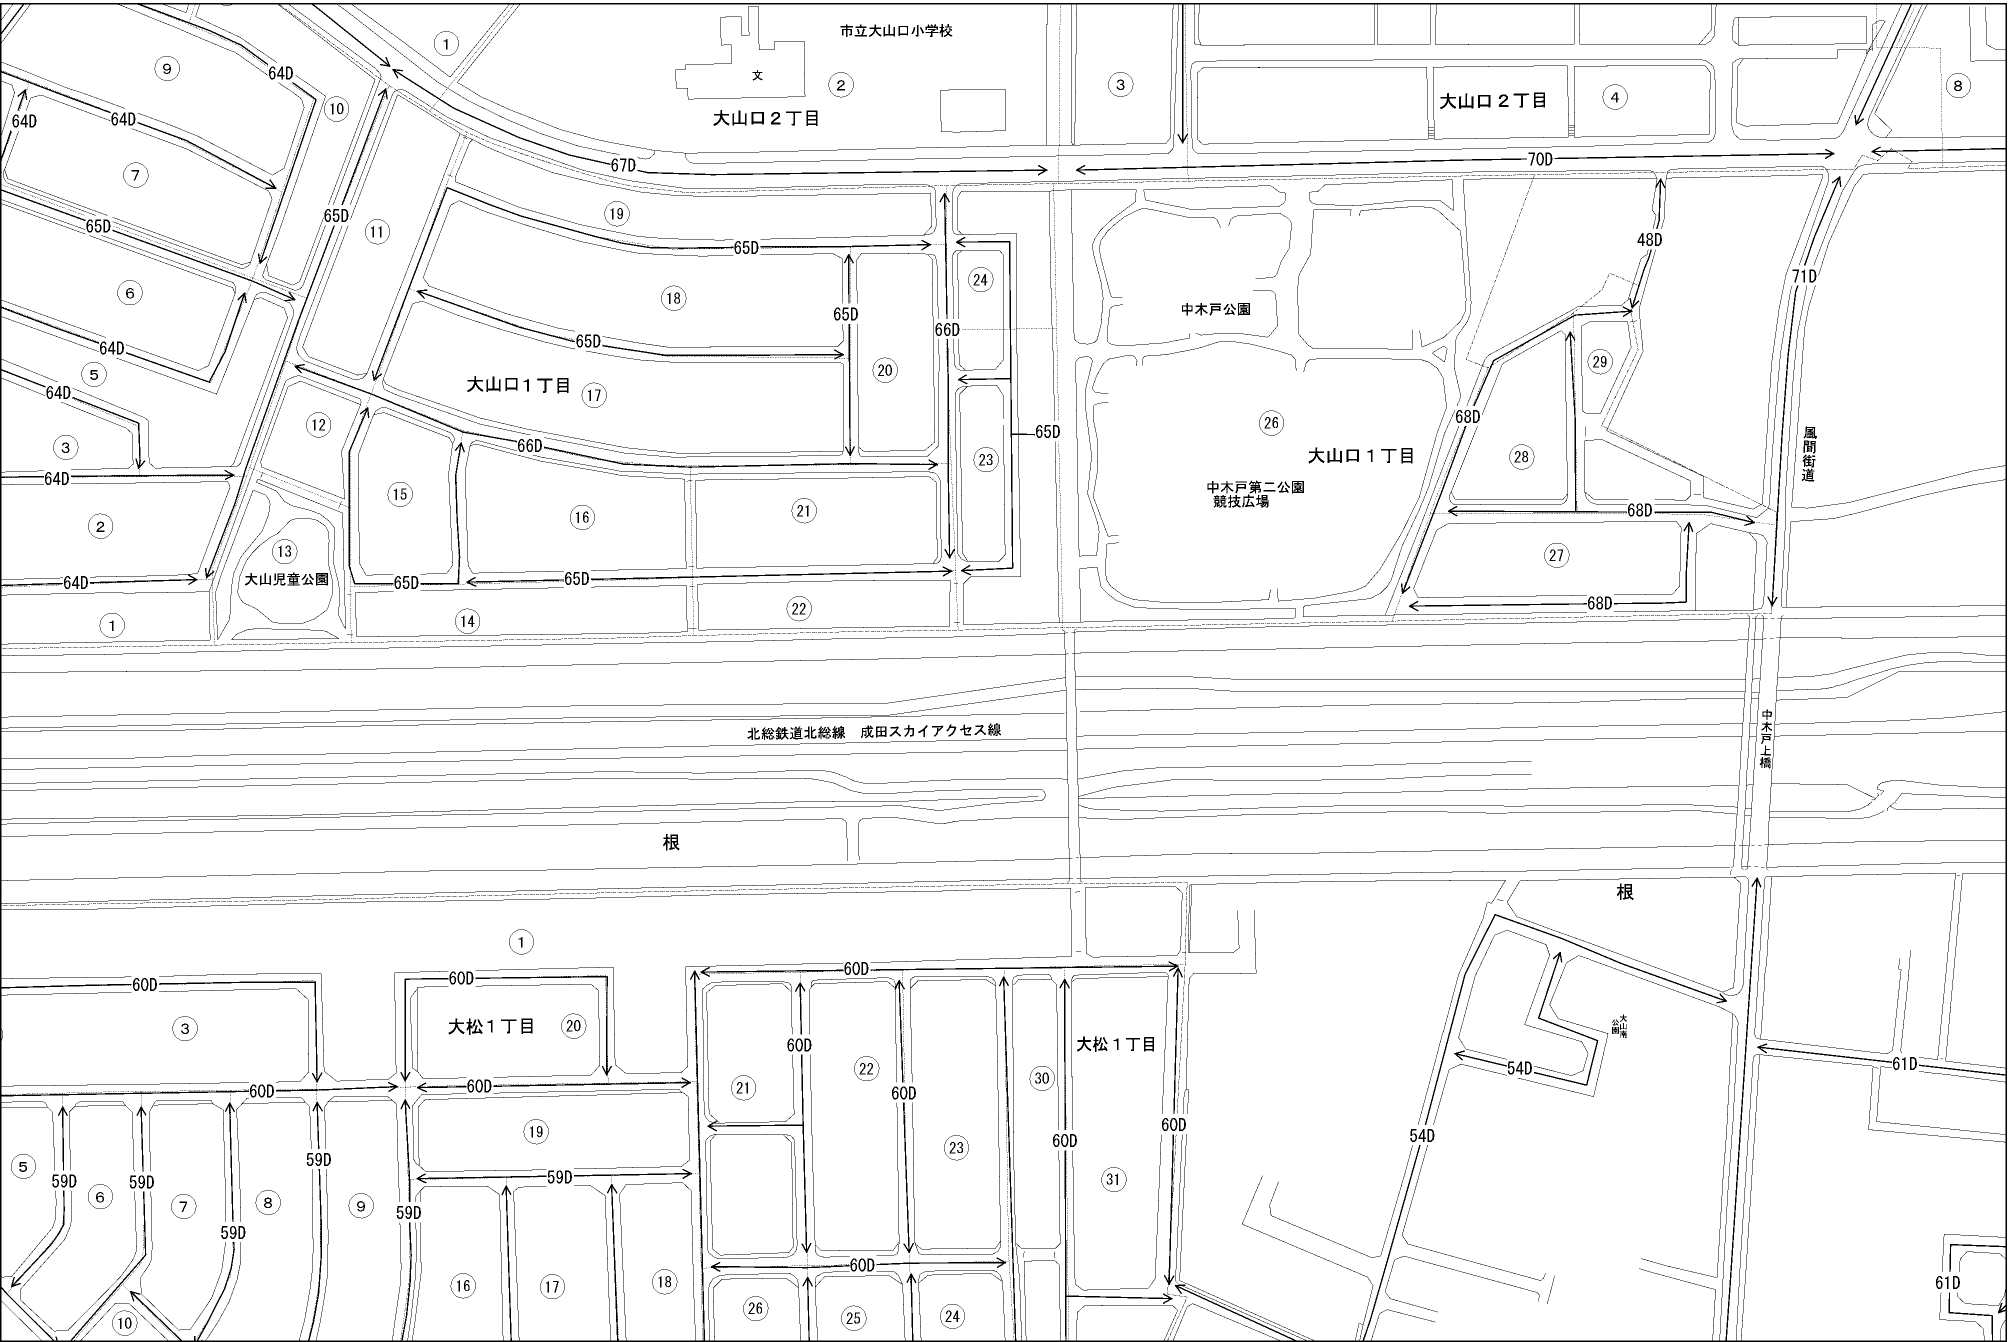 市立大山口小学校
①
⑨
64D
文
②
③
④
⑧
⑩
大山口２丁目
大山口２丁目
64D
64D
67D
70D
⑦
65D
⑲
65D
⑪
65D
48D
⑥
⑱
㉔
71D
中木戸公園
65D
66D
64D
65D
⑤
⑳
㉙
大山口１丁目
64D
⑰
⑫
68D
㉖
風間街道
65D
③
66D
大山口１丁目
㉓
㉘
64D
⑮
中木戸第二公園
競技広場
㉑
68D
②
⑯
⑬
㉗
大山児童公園
64D
65D
65D
68D
①
⑭
㉒
北総鉄道北総線　成田スカイアクセス線
中木戸上橋
根
根
①
60D
60D
60D
③
大松１丁目
⑳
大山南
公園
60D
大松１丁目
㉒
㉚
61D
54D
60D
60D
㉑
60D
⑲
60D
60D
54D
59D
㉓
⑤
59D
59D
59D
㉛
⑥
⑦
⑧
⑨
59D
59D
60D
61D
⑯
⑰
⑱
㉖
㉕
㉔
⑩